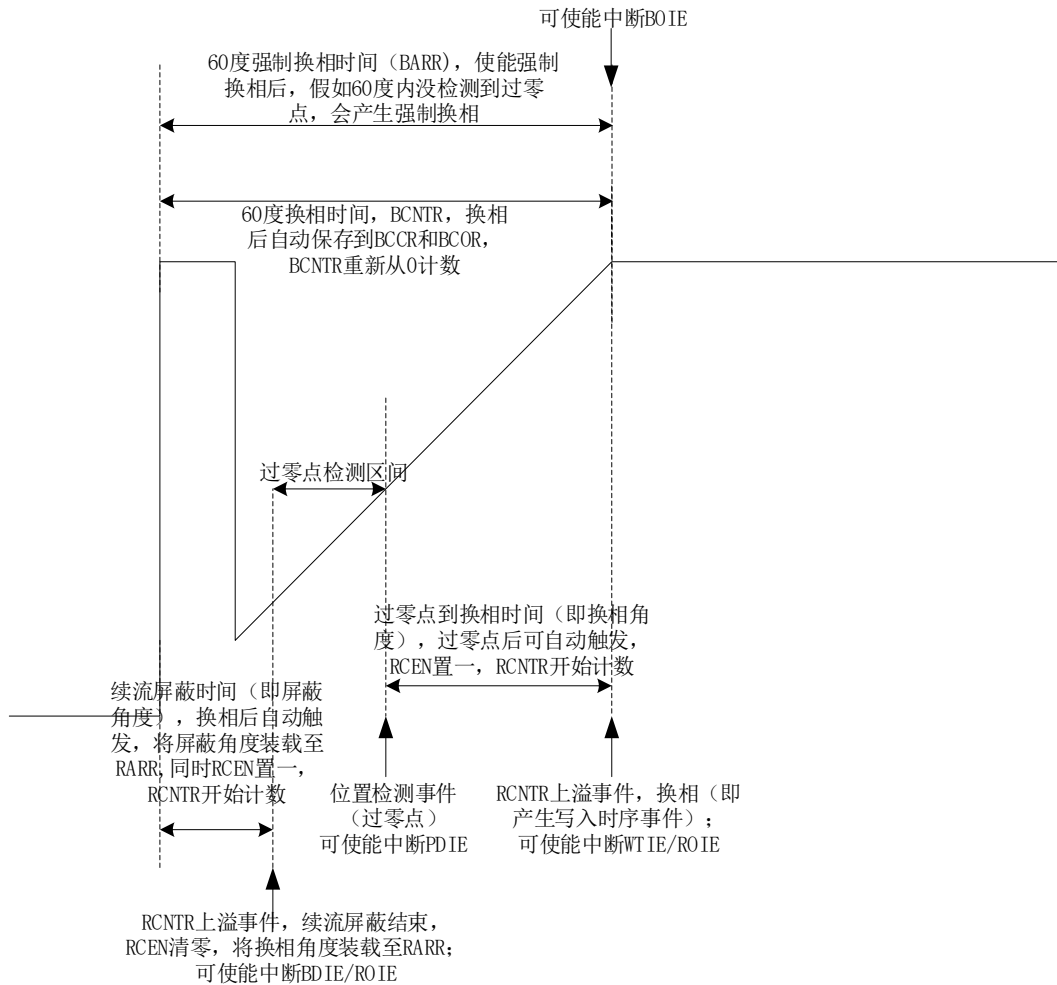 可使能中断BOIE
60度强制换相时间（BARR），使能强制
换相后，假如60度内没检测到过零
点，会产生强制换相
60度换相时间，BCNTR，换相
后自动保存到BCCR和BCOR，
BCNTR重新从0计数
过零点检测区间
过零点到换相时间（即换相角
度），过零点后可自动触发，
RCEN置一，RCNTR开始计数
续流屏蔽时间（即屏蔽
角度），换相后自动触
发，将屏蔽角度装载至
RARR,同时RCEN置一，
RCNTR开始计数
位置检测事件
（过零点）
可使能中断PDIE
RCNTR上溢事件，换相（即
产生写入时序事件）；
可使能中断WTIE/ROIE
RCNTR上溢事件，续流屏蔽结束，
RCEN清零，将换相角度装载至RARR；
可使能中断BDIE/ROIE